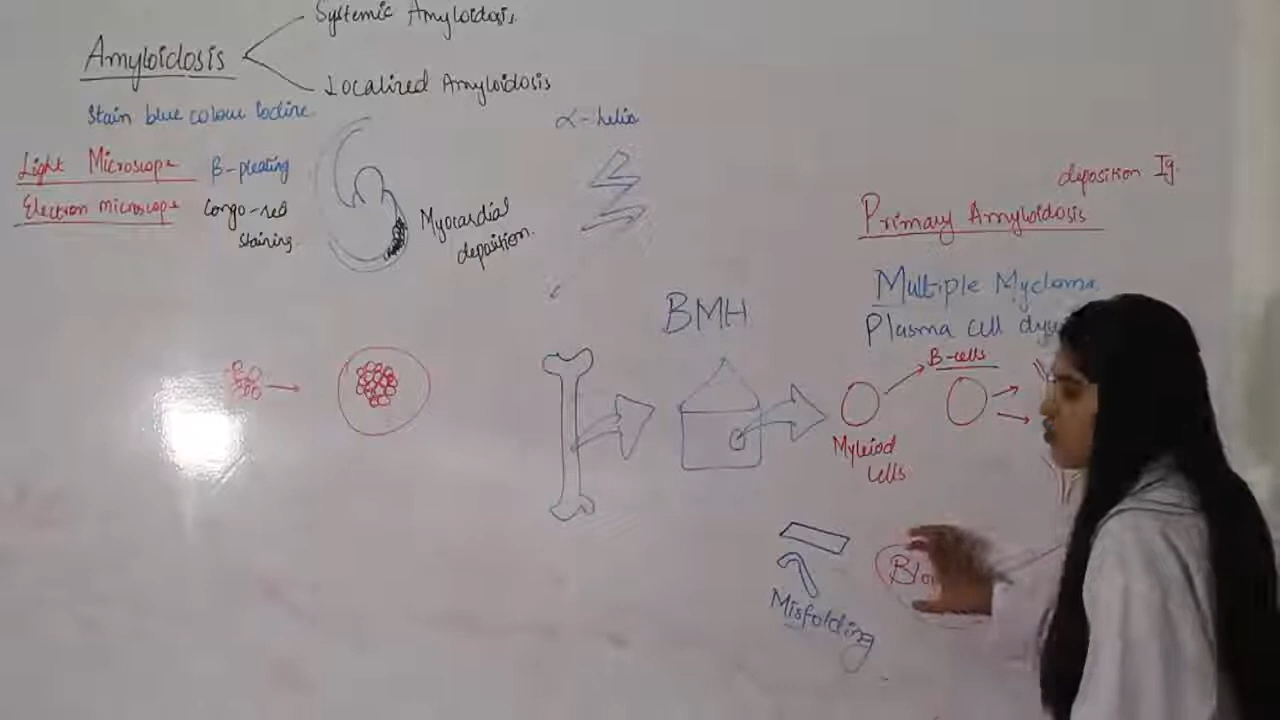 Systemic Amyloidosis.
Amyloidosis
Localized Amyloidosis
Stain blue colour Iodine.
α-helix
Light Microscope
β-pleating
Electron microscope
Congo-red
staining.
Myocardial
deposition.
deposition Ig.
Primary Amyloidosis
Multiple Myeloma.
BMH
Plasma cell
B-cells
Myleiod
cells
Misfolding